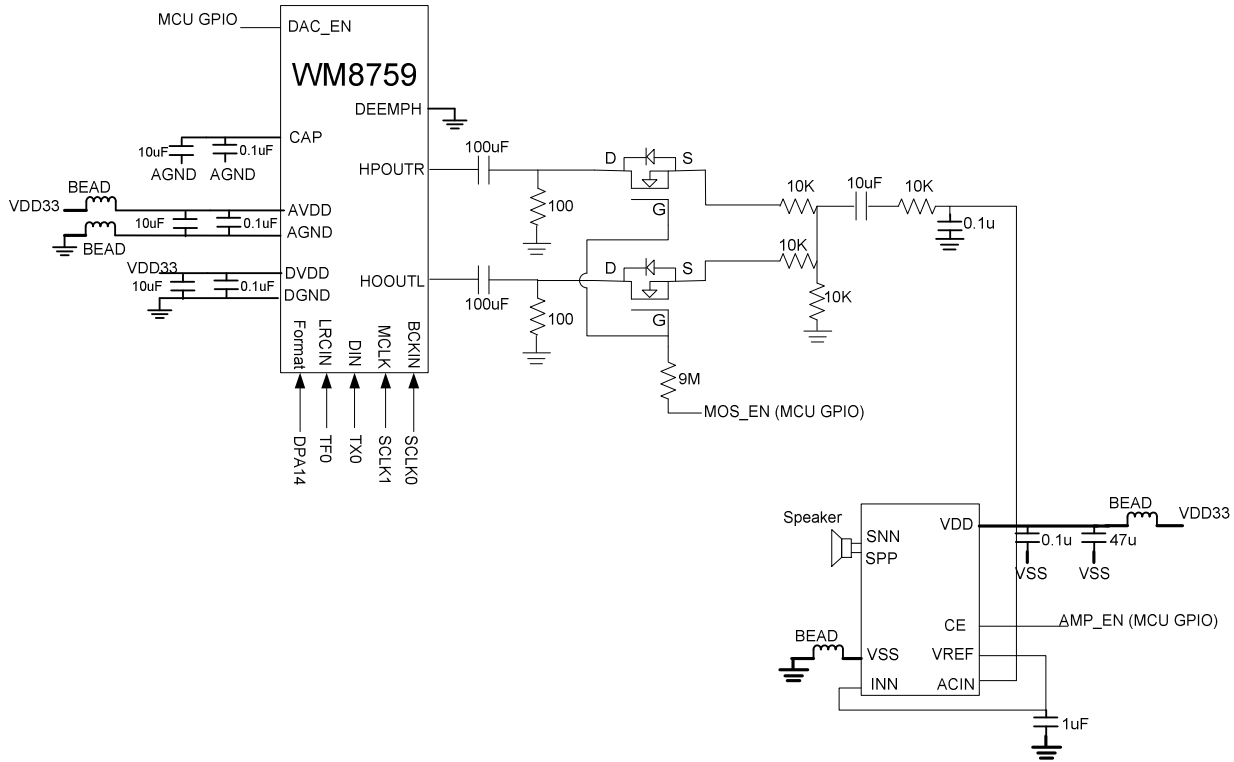 MCU GPIO
DAC_EN
WM8759
DEEMPH
CAP
10uF
0.1uF
AGND
AGND
HPOUTR
100uF
D
S
G
100
10K
10uF
10K
0.1u
BEAD
VDD33
AVDD
10uF
0.1uF
AGND
BEAD
10K
VDD33
DVDD
10uF
0.1uF
DGND
HOOUTL
100uF
D
S
G
100
10K
9M
MOS_EN (MCU GPIO)
Format
LRCIN
DIN
MCLK
BCKIN
DPA14
TF0
TX0
SCLK1
SCLK0
Speaker
SNN
SPP
VDD
BEAD
VDD33
0.1u
47u
VSS
VSS
CE
AMP_EN (MCU GPIO)
BEAD
VSS
VREF
INN
ACIN
1uF